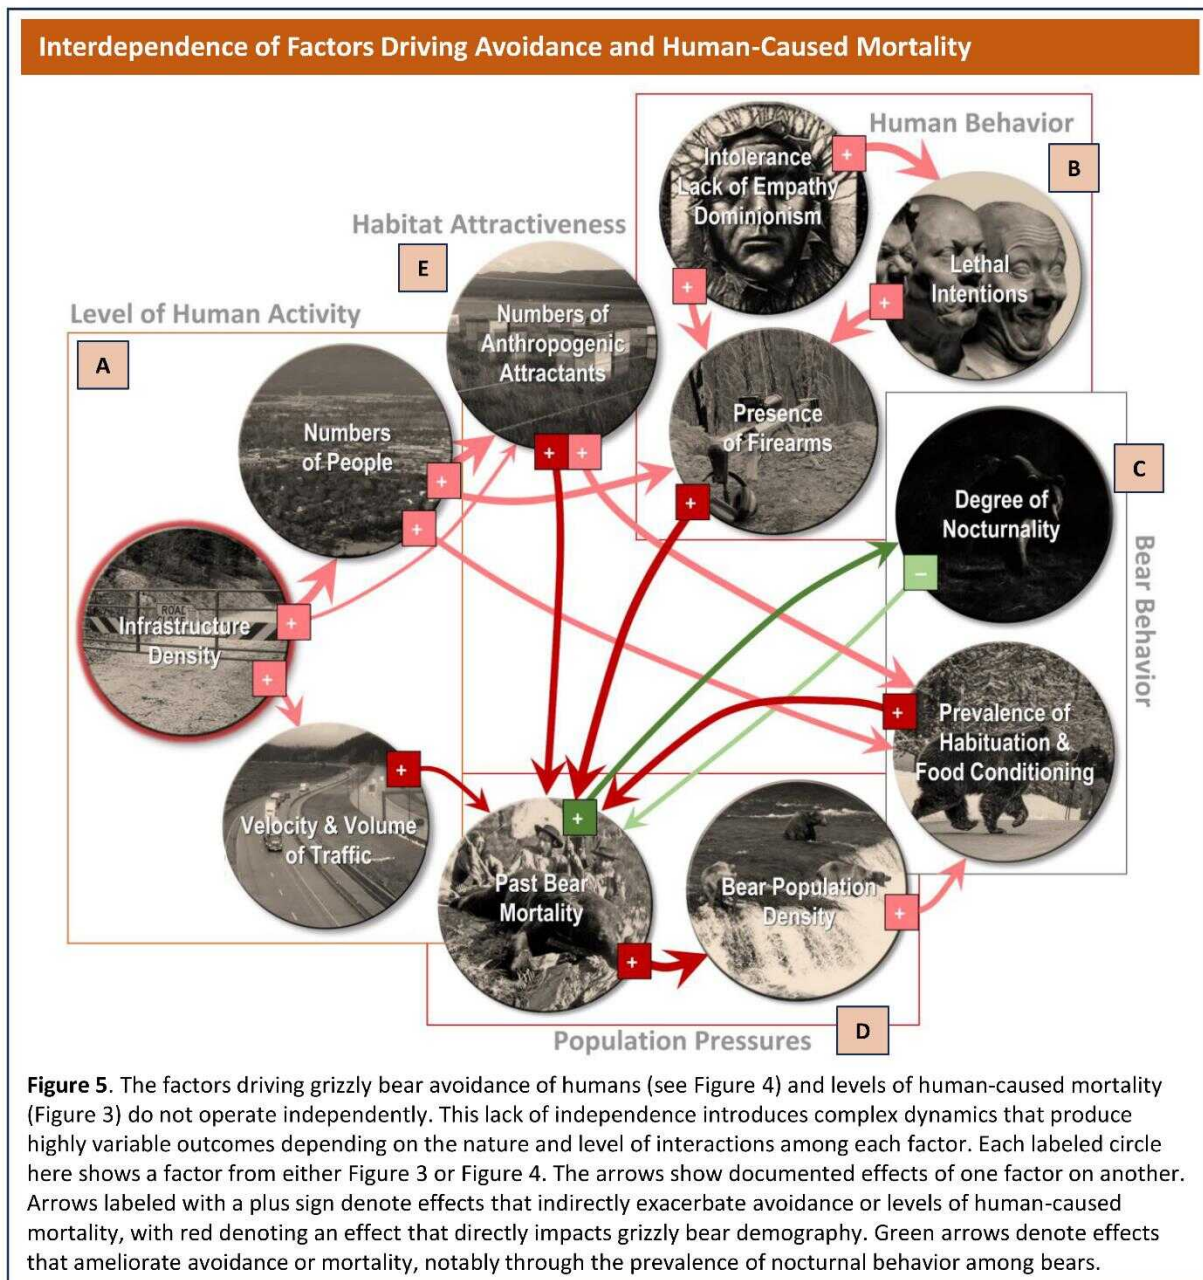 Interdependence of Factors Driving Avoidance and Human-Caused Mortality
Human Behavior
B
Intolerance
Lack of Empathy
Dominionism
+
+
Lethal
Intentions
+
Habitat Attractiveness
E
Numbers of
Anthropogenic
Attractants
+
+
Level of Human Activity
A
Numbers
of People
+
+
Presence
of Firearms
+
C
Degree of
Nocturnality
–
Bear Behavior
ROAD
Infrastructure
Density
+
+
Prevalence of
Habituation &
Food Conditioning
+
Velocity & Volume
of Traffic
+
Past Bear
Mortality
+
+
Bear Population
Density
+
Population Pressures
D
Figure 5. The factors driving grizzly bear avoidance of humans (see Figure 4) and levels of human-caused mortality
(Figure 3) do not operate independently. This lack of independence introduces complex dynamics that produce
highly variable outcomes depending on the nature and level of interactions among each factor. Each labeled circle
here shows a factor from either Figure 3 or Figure 4. The arrows show documented effects of one factor on another.
Arrows labeled with a plus sign denote effects that indirectly exacerbate avoidance or levels of human-caused
mortality, with red denoting an effect that directly impacts grizzly bear demography. Green arrows denote effects
that ameliorate avoidance or mortality, notably through the prevalence of nocturnal behavior among bears.